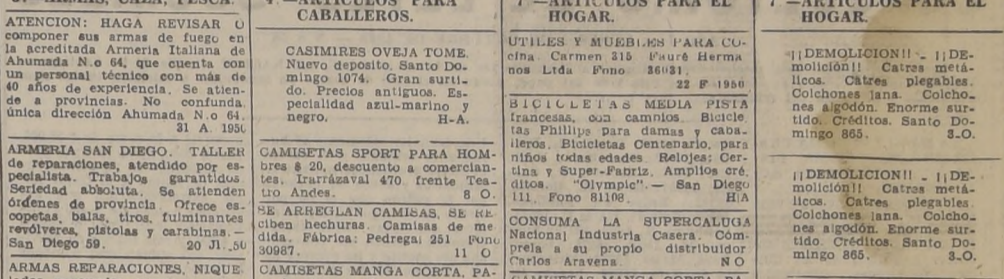 ATENCION: HAGA REVISAR O
componer sus armas de fuego en
la acreditada Armeria Italiana de
Ahumada N.o 64, que cuenta con
un personal técnico con más de
40 años de experiencia. Se atien-
de a provincias. No confunda
única dirección Ahumada N.o 64.
31 A. 1950
ARMERIA SAN DIEGO. TALLER
de reparaciones, atendido por es-
pecialista. Trabajos garantidos
Seriedad absoluta. Se atienden
órdenes de provincia Ofrece es-
copetas, balas, tiros, fulminantes
revólveres, pistolas y carabinas.—
San Diego 59. 20 Jl. 50
ARMAS REPARACIONES, NIQUE-
4.—ARTICULOS PARA
CABALLEROS.
CASIMIRES OVEJA TOME.
Nuevo deposito. Santo Do-
mingo 1074. Gran surti-
do. Precios antiguos. Es-
pecialidad azul-marino y
negro. H-A.
CAMISETAS SPORT PARA HOM-
bres $ 20, descuento a comercian-
tes. Irarrázaval 470 frente Tea-
tro Andes. 8 O.
SE ARREGLAN CAMISAS, SE RE
ciben hechuras. Camisas de me
dida. Fábrica: Pedregal 251 Fono
30987. 11 O
CAMISETAS MANGA CORTA, PA-
7 —ARTICULOS PARA EL
HOGAR.
UTILES Y MUEBLES PARA CO-
cina. Carmen 315 Fauré Herma
nos Ltda Fono 36031.
22 F 1950
BICICLETAS MEDIA PISTA
francesas, con cambios. Bicicle.
tas Phillips para damas y caba-
lleros. Bicicletas Centenario, para
niños todas edades. Relojes: Cer-
tina y Super-Fabriz. Amplios cré.
ditos. "Olympic".— San Diego
111. Fono 81108. H|A
CONSUMA LA SUPERCALUGA
Nacional Industria Casera. Cóm-
prela a su propio distribuidor
Carlos Aravena. N O
7 —ARTICULOS PARA EL
HOGAR.
¡¡DEMOLICION!! - ¡¡DE-
molición!! Catres metá-
licos. Catres plegables.
Colchones lana. Colcho-
nes algodón. Enorme sur-
tido. Créditos. Santo Do-
mingo 865. 3-O.
¡¡DEMOLICION!! - ¡¡DE-
molición!! Catres metá-
licos. Catres plegables
Colchones lana. Colcho-
nes algodón. Enorme sur-
tido. Créditos. Santo Do-
mingo 865. 3-O.